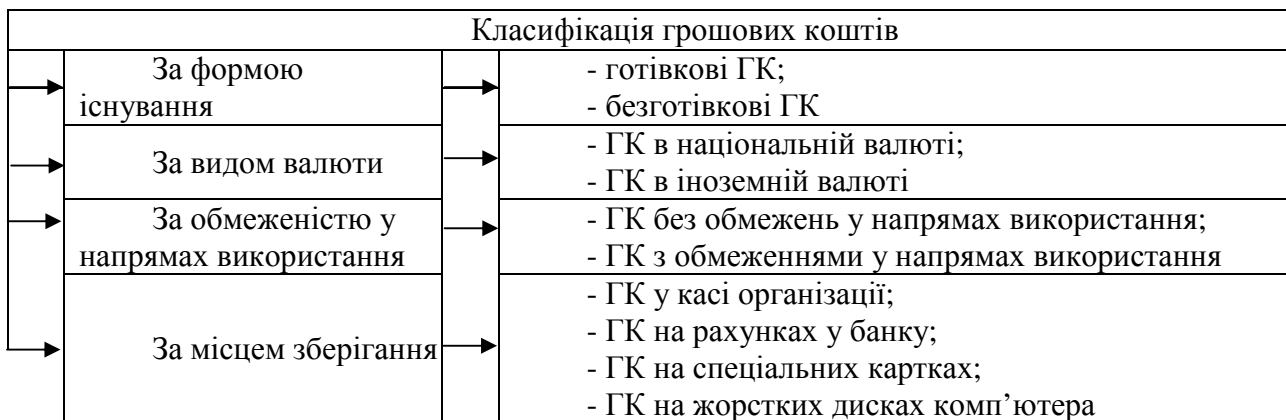 Класифікація грошових коштів
За формою
існування
- готівкові ГК;
- безготівкові ГК
За видом валюти
- ГК в національній валюті;
- ГК в іноземній валюті
За обмеженістю у
напрямах використання
- ГК без обмежень у напрямах використання;
- ГК з обмеженнями у напрямах використання
За місцем зберігання
- ГК у касі організації;
- ГК на рахунках у банку;
- ГК на спеціальних картках;
- ГК на жорстких дисках комп’ютера